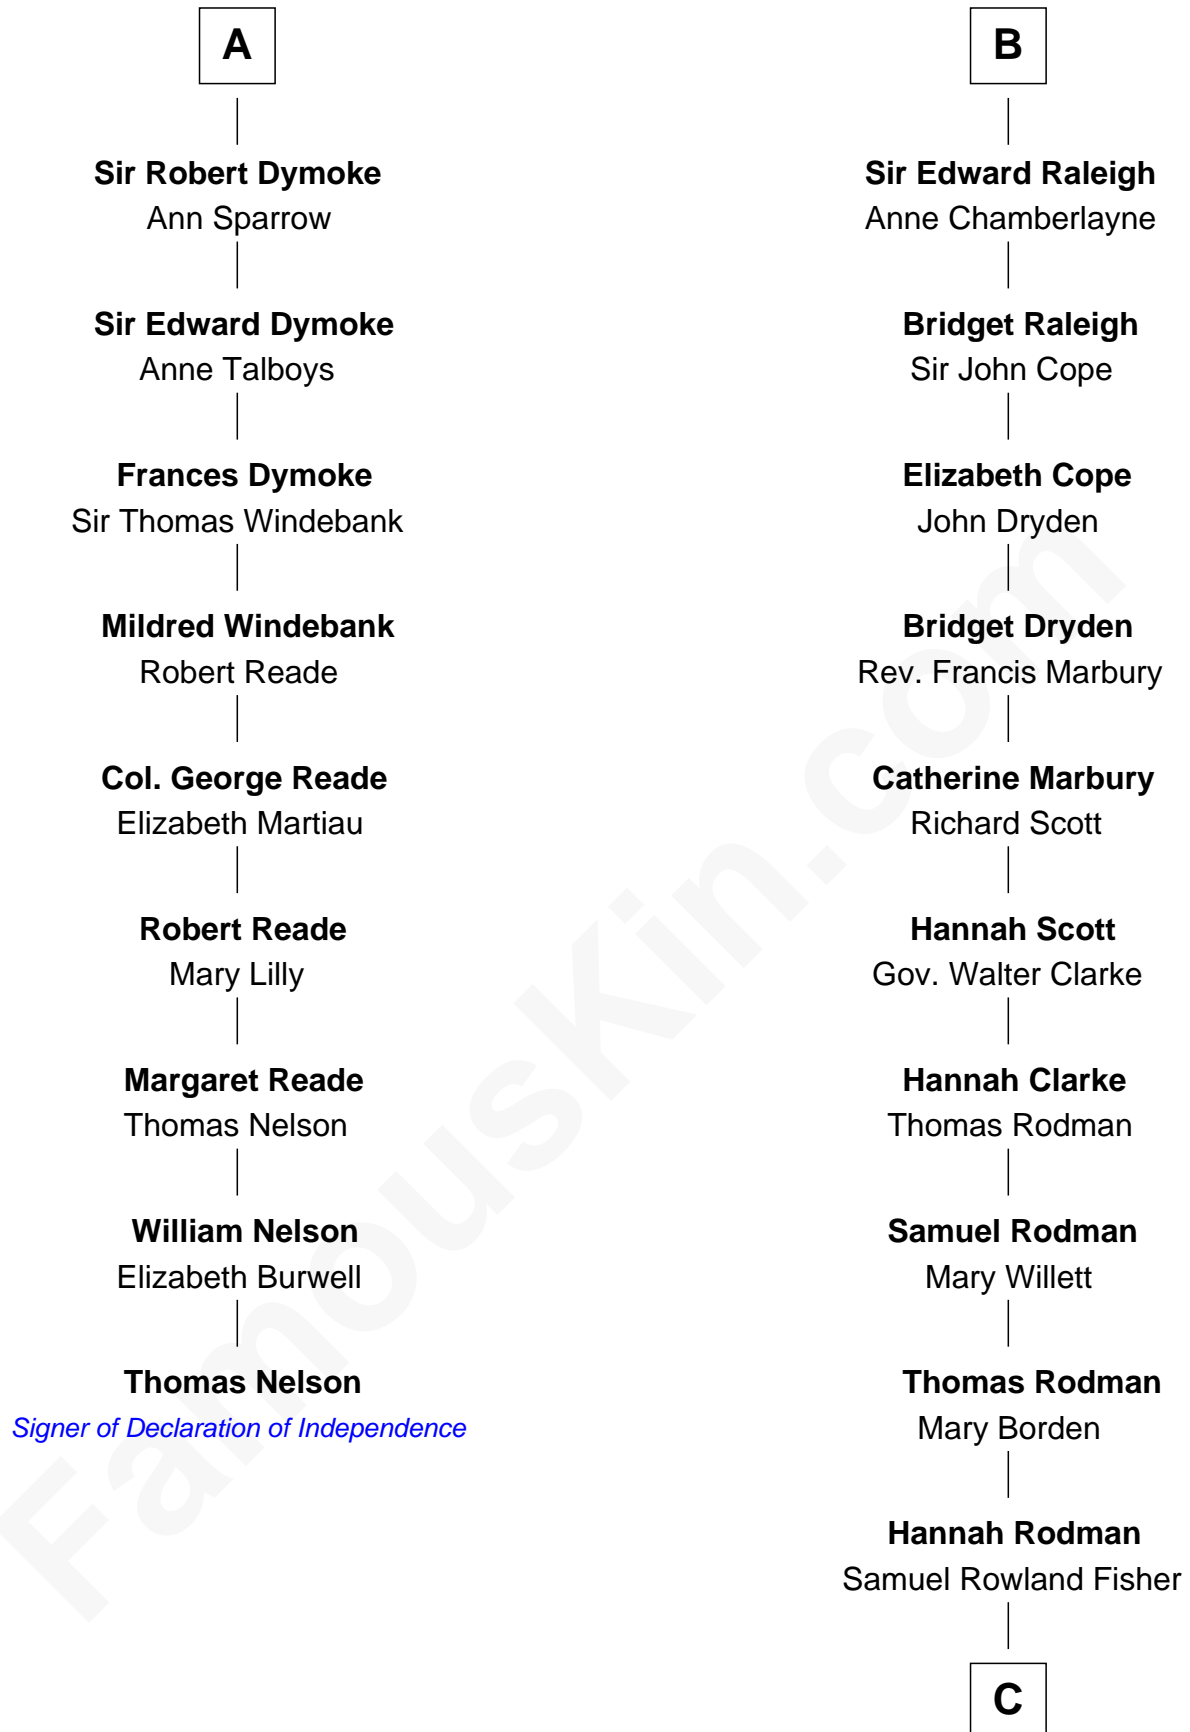 A
Sir Robert Dymoke
Ann Sparrow
Sir Edward Dymoke
Anne Talboys
Frances Dymoke
Sir Thomas Windebank
Mildred Windebank
Robert Reade
Col. George Reade
Elizabeth Martiau
Robert Reade
Mary Lilly
Margaret Reade
Thomas Nelson
William Nelson
Elizabeth Burwell
Thomas Nelson
Signer of Declaration of Independence
B
Sir Edward Raleigh
Anne Chamberlayne
Bridget Raleigh
Sir John Cope
Elizabeth Cope
John Dryden
Bridget Dryden
Rev. Francis Marbury
Catherine Marbury
Richard Scott
Hannah Scott
Gov. Walter Clarke
Hannah Clarke
Thomas Rodman
Samuel Rodman
Mary Willett
Thomas Rodman
Mary Borden
Hannah Rodman
Samuel Rowland Fisher
C
FamousKin.com